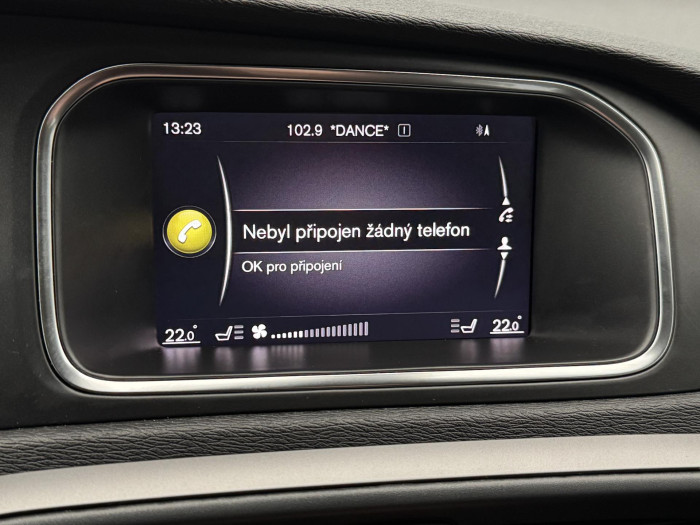 13:23 102.9 *DANCE* I
Nebyl připojen žádný telefon
OK pro připojení
22.0° 22.0°